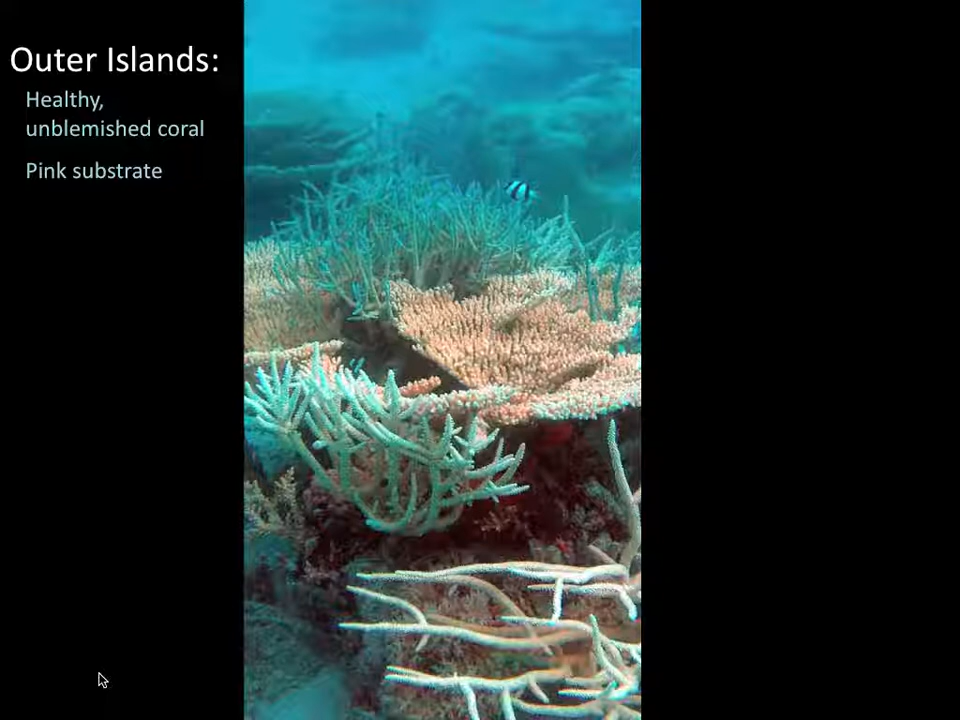 Outer Islands:
Healthy,
unblemished coral
Pink substrate